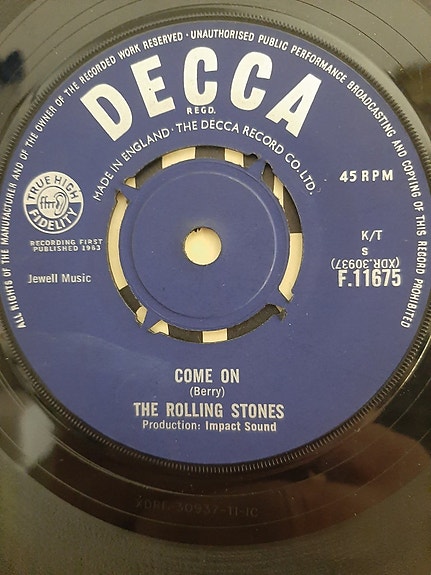 ALL RIGHTS OF THE MANUFACTURER AND OF THE OWNER OF THE RECORDED WORK RESERVED · UNAUTHORISED PUBLIC PERFORMANCE BROADCASTING AND COPYING OF THIS RECORD PROHIBITED
DECCA
REGD.
MADE IN ENGLAND · THE DECCA RECORD CO. LTD.
TRUE HIGH
ffrr
FIDELITY
45 RPM
RECORDING FIRST
PUBLISHED 1963
K/T
S
(XDR.30937)
F.11675
Jewell Music
COME ON
(Berry)
THE ROLLING STONES
Production: Impact Sound